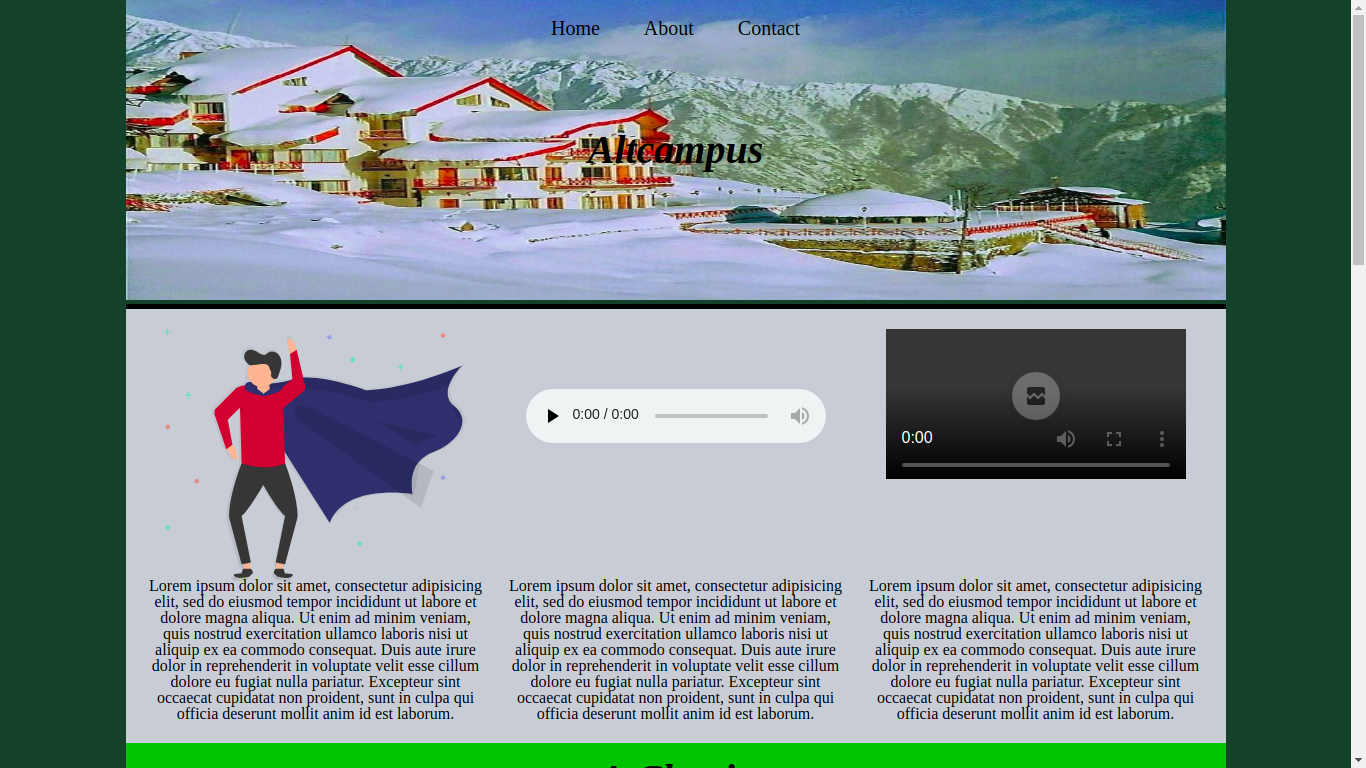 Home About Contact
Altcampus
0:00 / 0:00
0:00
Lorem ipsum dolor sit amet, consectetur adipisicing
elit, sed do eiusmod tempor incididunt ut labore et
dolore magna aliqua. Ut enim ad minim veniam,
quis nostrud exercitation ullamco laboris nisi ut
aliquip ex ea commodo consequat. Duis aute irure
dolor in reprehenderit in voluptate velit esse cillum
dolore eu fugiat nulla pariatur. Excepteur sint
occaecat cupidatat non proident, sunt in culpa qui
officia deserunt mollit anim id est laborum.
Lorem ipsum dolor sit amet, consectetur adipisicing
elit, sed do eiusmod tempor incididunt ut labore et
dolore magna aliqua. Ut enim ad minim veniam,
quis nostrud exercitation ullamco laboris nisi ut
aliquip ex ea commodo consequat. Duis aute irure
dolor in reprehenderit in voluptate velit esse cillum
dolore eu fugiat nulla pariatur. Excepteur sint
occaecat cupidatat non proident, sunt in culpa qui
officia deserunt mollit anim id est laborum.
Lorem ipsum dolor sit amet, consectetur adipisicing
elit, sed do eiusmod tempor incididunt ut labore et
dolore magna aliqua. Ut enim ad minim veniam,
quis nostrud exercitation ullamco laboris nisi ut
aliquip ex ea commodo consequat. Duis aute irure
dolor in reprehenderit in voluptate velit esse cillum
dolore eu fugiat nulla pariatur. Excepteur sint
occaecat cupidatat non proident, sunt in culpa qui
officia deserunt mollit anim id est laborum.